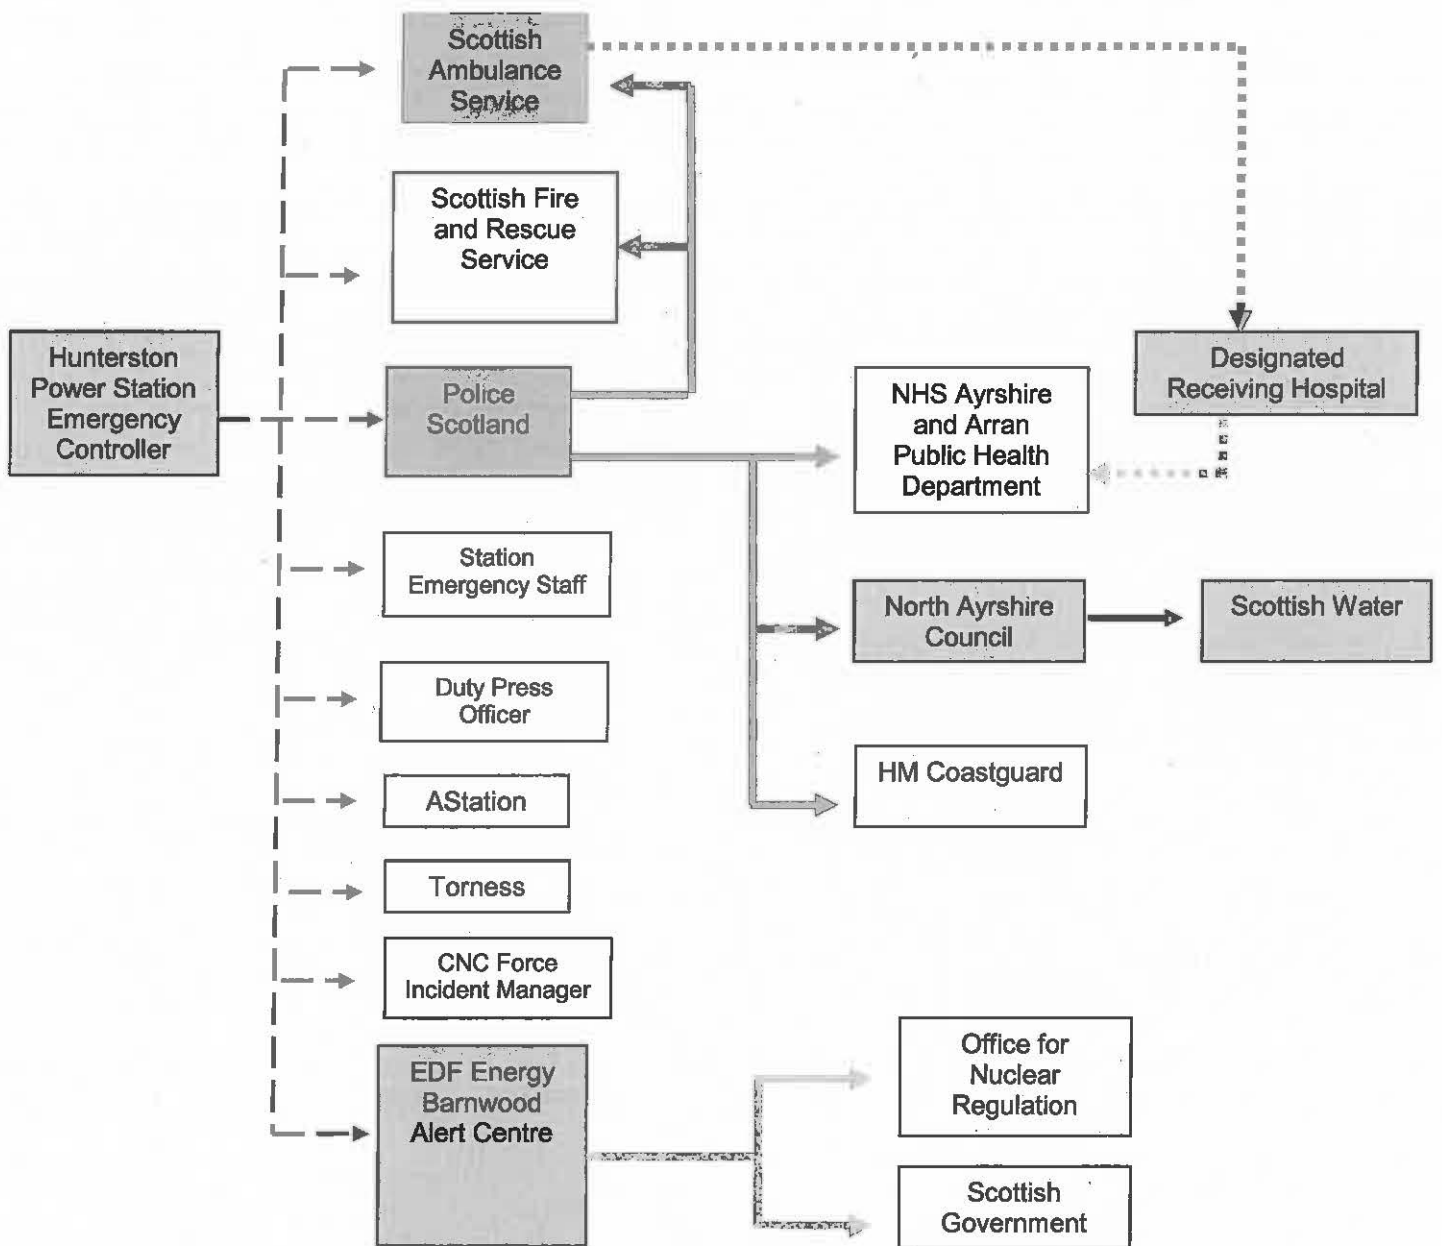 Scottish
Ambulance
Service
Scottish Fire
and Rescue
Service
Hunterston
Power Station
Emergency
Controller
Police
Scotland
NHS Ayrshire
and Arran
Public Health
Department
Designated
Receiving Hospital
Station
Emergency Staff
North Ayrshire
Council
Scottish Water
Duty Press
Officer
HM Coastguard
AStation
Torness
CNC Force
Incident Manager
EDF Energy
Barnwood
Alert Centre
Office for
Nuclear
Regulation
Scottish
Government